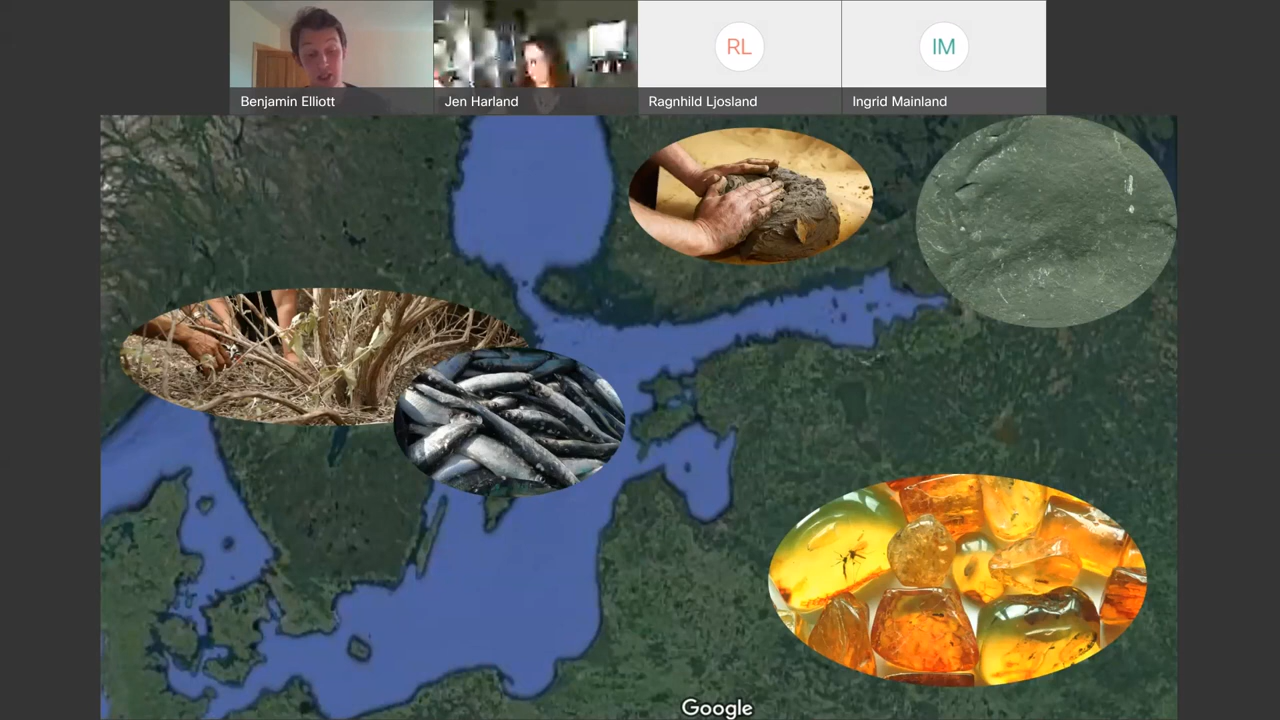 Benjamin Elliott
Jen Harland
RL
Ragnhild Ljosland
IM
Ingrid Mainland
Google